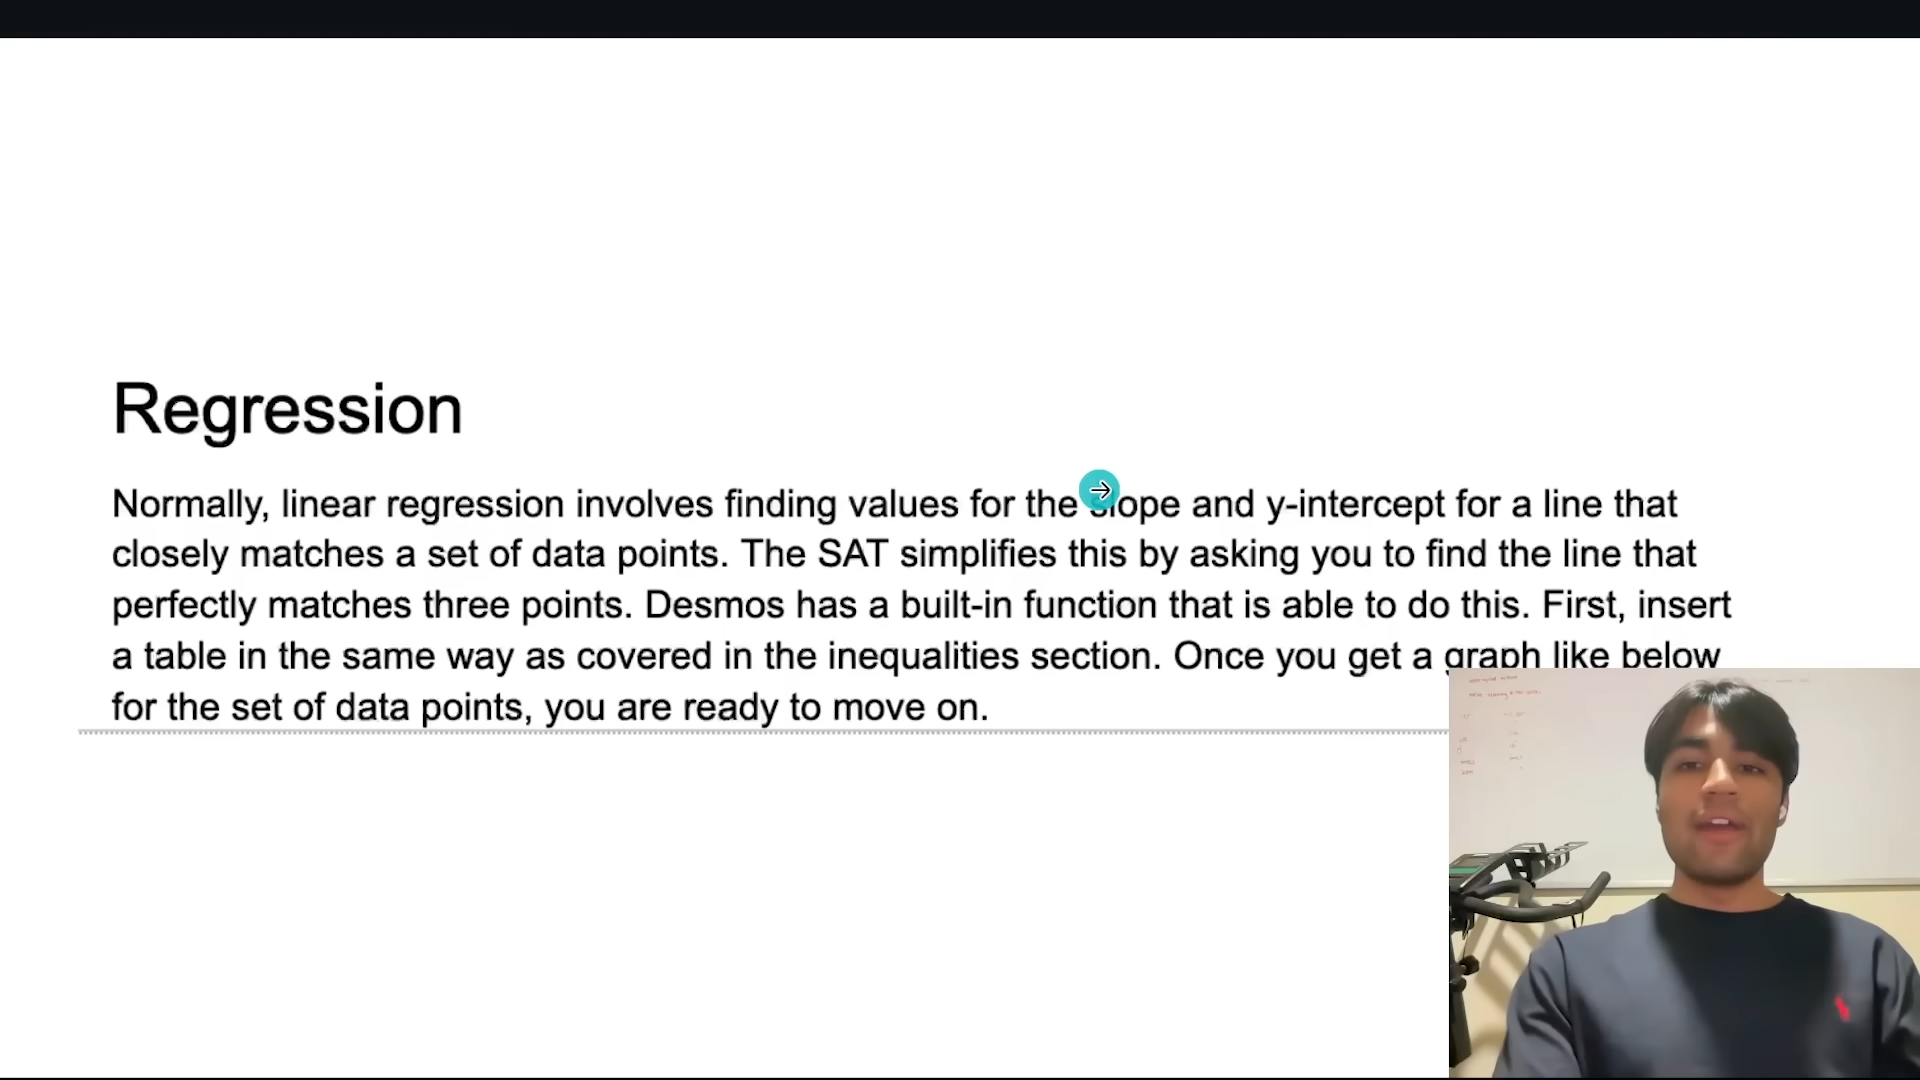 Regression
Normally, linear regression involves finding values for the slope and y-intercept for a line that
closely matches a set of data points. The SAT simplifies this by asking you to find the line that
perfectly matches three points. Desmos has a built-in function that is able to do this. First, insert
a table in the same way as covered in the inequalities section. Once you get a graph like below
for the set of data points, you are ready to move on.